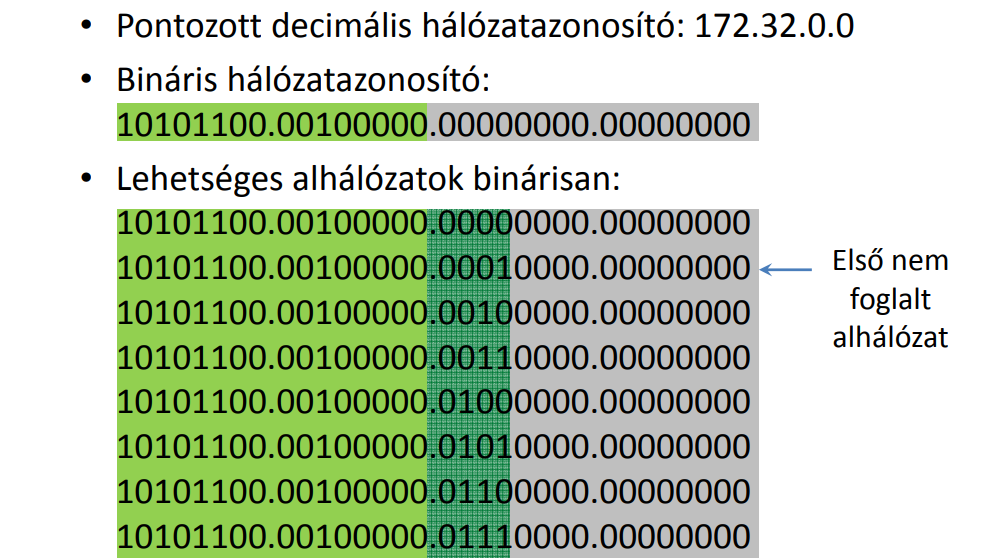 • Pontozott decimális hálózatazonosító: 172.32.0.0
• Bináris hálózatazonosító:
10101100.00100000.00000000.00000000
• Lehetséges alhálózatok binárisan:
10101100.00100000.00000000.00000000
10101100.00100000.00010000.00000000
10101100.00100000.00100000.00000000
10101100.00100000.00110000.00000000
10101100.00100000.01000000.00000000
10101100.00100000.01010000.00000000
10101100.00100000.01100000.00000000
10101100.00100000.01110000.00000000
Első nem
foglalt
alhálózat